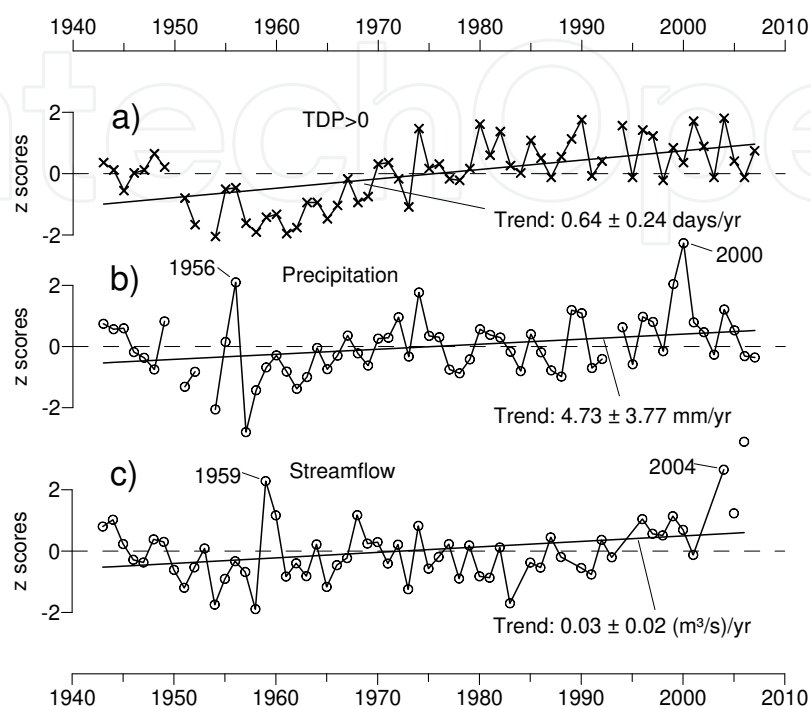 1940 1950 1960 1970 1980 1990 2000 2010
IntechOpen
a)
TDP>0
2
0
-2
z scores
Trend: 0.64 ± 0.24 days/yr
b)
1956
Precipitation
2000
2
0
-2
z scores
Trend: 4.73 ± 3.77 mm/yr
c)
1959
Streamflow
2004
2
0
-2
z scores
Trend: 0.03 ± 0.02 (m³/s)/yr
1940 1950 1960 1970 1980 1990 2000 2010